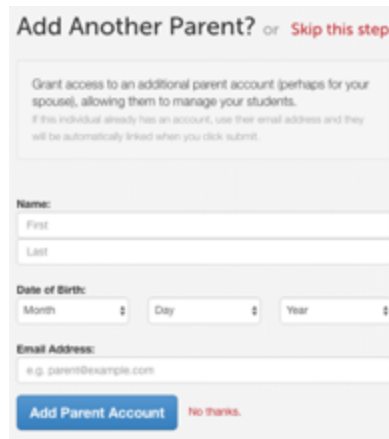 Add Another Parent? or Skip this step
Grant access to an additional parent account (perhaps for your
spouse), allowing them to manage your students.
If this individual already has an account, use their email address and they
will be automatically linked when you click submit.
Name:
First
Last
Date of Birth:
Month Day Year
Email Address:
e.g. parent@example.com
Add Parent Account No thanks.